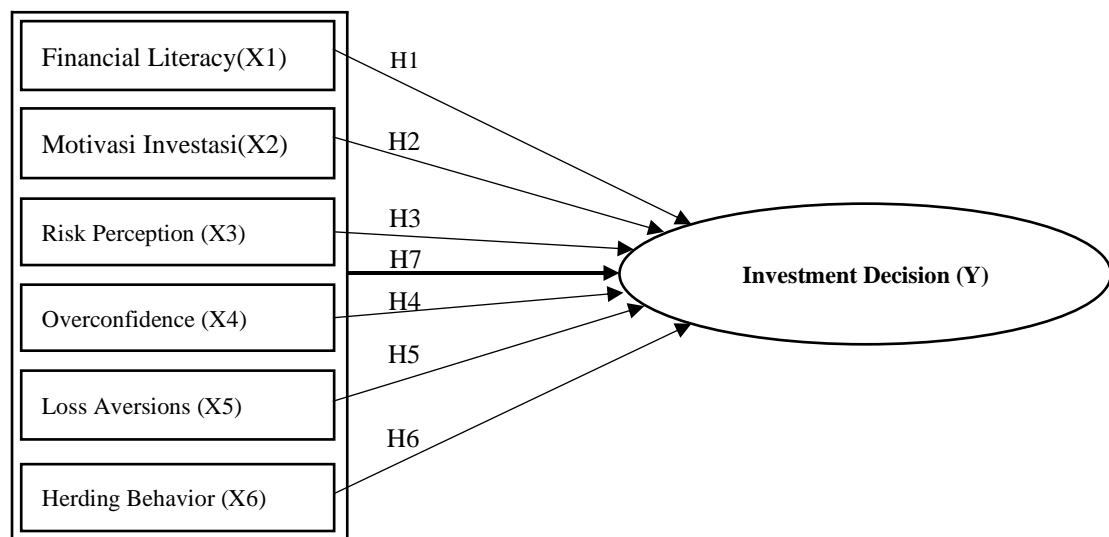 Financial Literacy(X1)
H1
Motivasi Investasi(X2)
H2
Risk Perception (X3)
H3
H7
Investment Decision (Y)
Overconfidence (X4)
H4
H5
Loss Aversions (X5)
H6
Herding Behavior (X6)